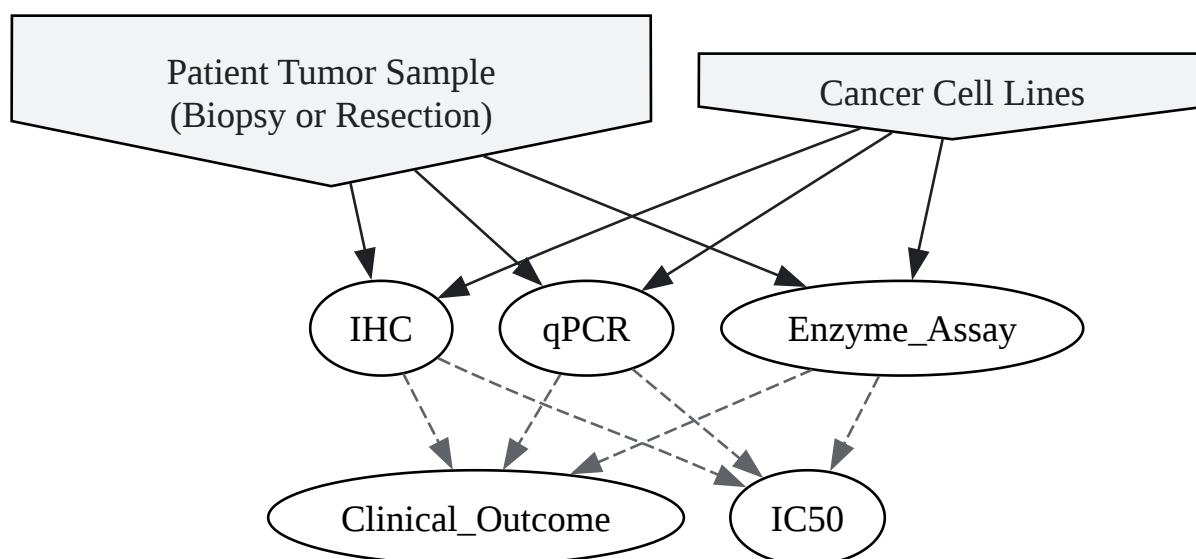 Patient Tumor Sample
(Biopsy or Resection)
Cancer Cell Lines
IHC
qPCR
Enzyme_Assay
Clinical_Outcome
IC50